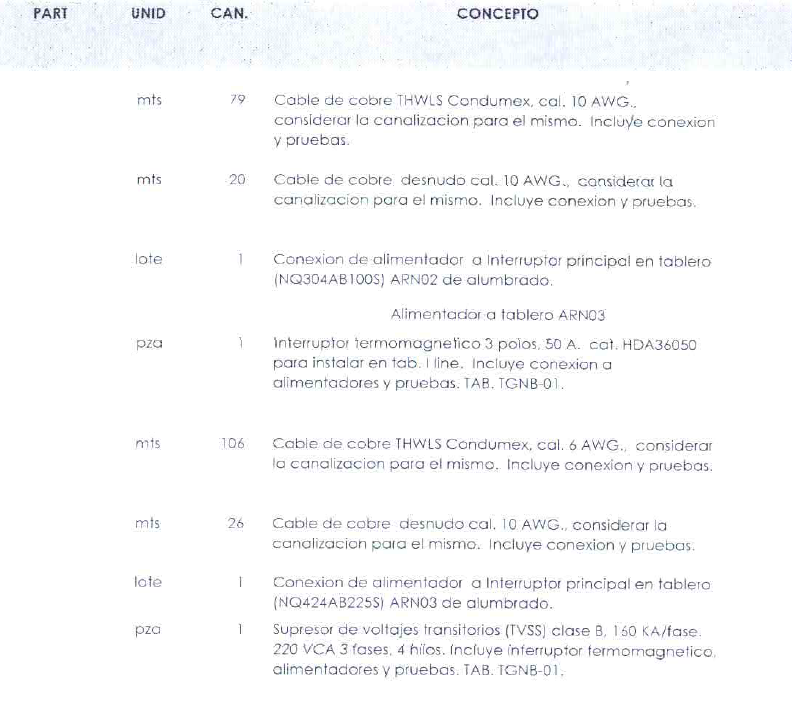 PART UNID CAN. CONCEPTO
mts 79 Cable de cobre THWLS Condumex, cal. 10 AWG.,
considerar la canalizacion para el mismo. Incluye conexion
y pruebas.
mts 20 Cable de cobre desnudo cal. 10 AWG., considerar la
canalizacion para el mismo. Incluye conexion y pruebas.
lote 1 Conexion de alimentador a Interruptor principal en tablero
(NQ304AB100S) ARN02 de alumbrado.
Alimentador a tablero ARN03
pza 1 Interruptor termomagnetico 3 polos, 50 A. cat. HDA36050
para instalar en tab. I line. Incluye conexion a
alimentadores y pruebas. TAB. TGNB-01.
mts 106 Cable de cobre THWLS Condumex, cal. 6 AWG., considerar
la canalizacion para el mismo. Incluye conexion y pruebas.
mts 26 Cable de cobre desnudo cal. 10 AWG., considerar la
canalizacion para el mismo. Incluye conexion y pruebas.
lote 1 Conexion de alimentador a Interruptor principal en tablero
(NQ424AB225S) ARN03 de alumbrado.
pza 1 Supresor de voltajes transitorios (TVSS) clase B, 160 KA/fase.
220 VCA 3 fases, 4 hilos. Incluye interruptor termomagnetico,
alimentadores y pruebas. TAB. TGNB-01.